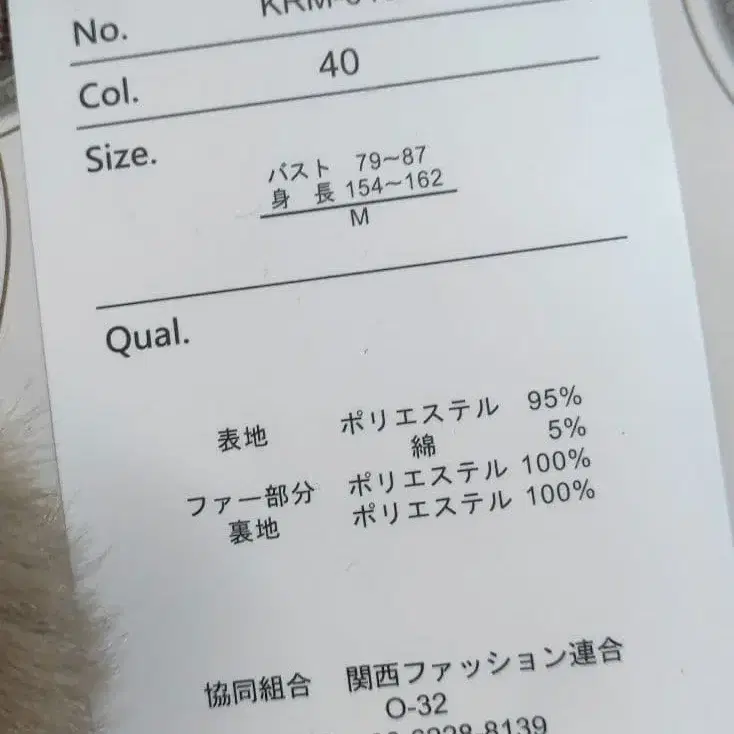 No.
Col. 40
Size.
バスト 79~87
身 長 154~162
M
Qual.
表地 ポリエステル 95%
綿 5%
ファー部分 ポリエステル 100%
裏地 ポリエステル 100%
協同組合 関西ファッション連合
O-32